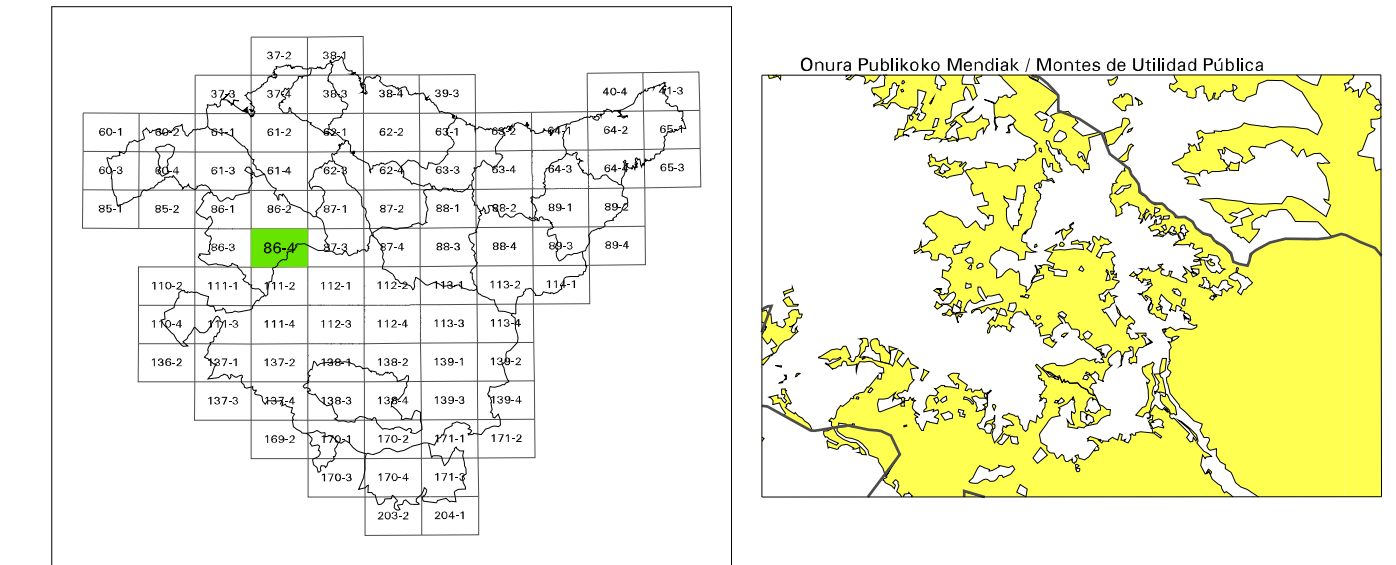 37-2 38-1
37-3 37-4 38-3 38-4 39-3 40-4 41-3
60-1 60-2 61-1 61-2 62-1 62-2 63-1 63-2 64-1 64-2 65-1
60-3 60-4 61-3 61-4 62-3 62-4 63-3 63-4 64-3 64-4 65-3
85-1 85-2 86-1 86-2 87-1 87-2 88-1 88-2 89-1 89-2
86-3 86-4 87-3 87-4 88-3 88-4 89-3 89-4
110-2 111-1 111-2 112-1 112-2 113-1 113-2 114-1
110-4 111-3 111-4 112-3 112-4 113-3 113-4
136-2 137-1 137-2 138-1 138-2 139-1 139-2
137-3 137-4 138-3 138-4 139-3 139-4
169-2 170-1 170-2 171-1 171-2
170-3 170-4 171-3
203-2 204-1
Onura Publikoko Mendiak / Montes de Utilidad Pública